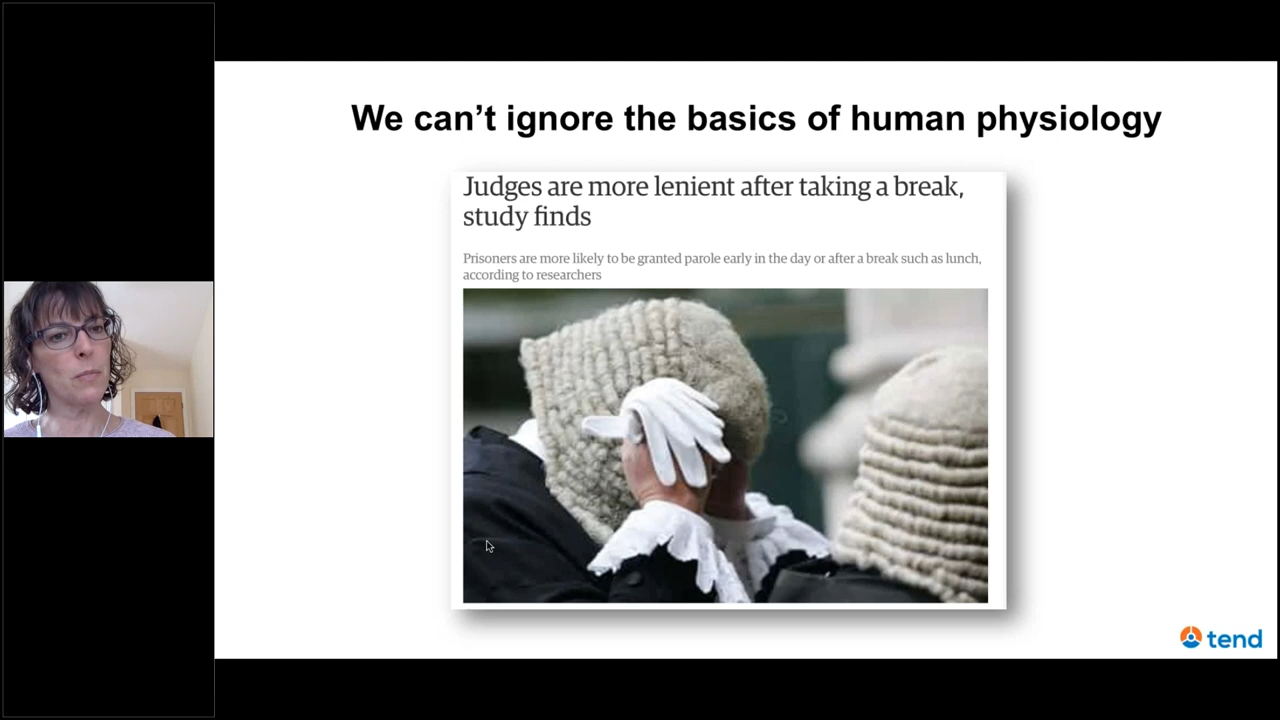 We can’t ignore the basics of human physiology
Judges are more lenient after taking a break,
study finds
Prisoners are more likely to be granted parole early in the day or after a break such as lunch,
according to researchers
tend